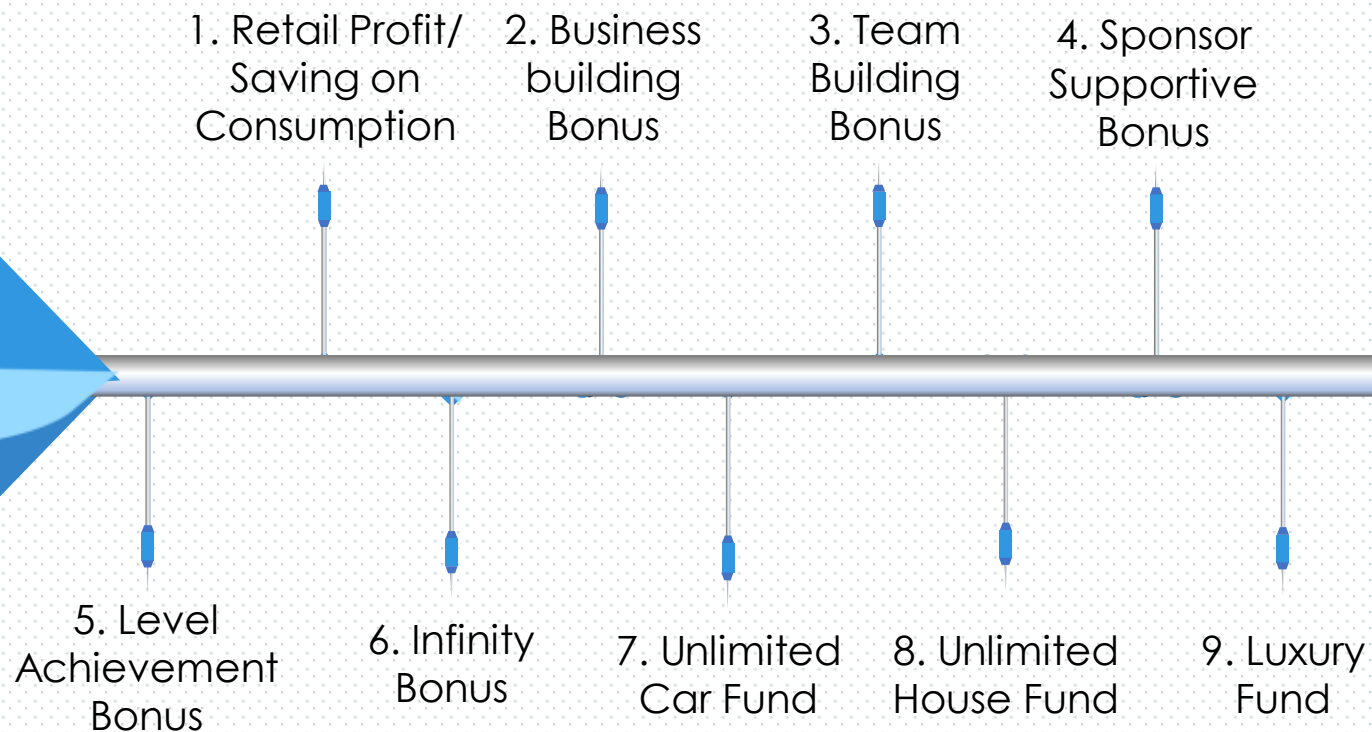 1. Retail Profit/
Saving on
Consumption
2. Business
building
Bonus
3. Team
Building
Bonus
4. Sponsor
Supportive
Bonus
5. Level
Achievement
Bonus
6. Infinity
Bonus
7. Unlimited
Car Fund
8. Unlimited
House Fund
9. Luxury
Fund